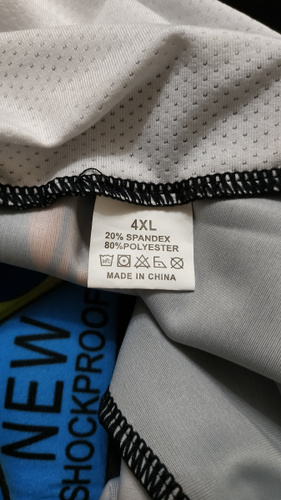 4XL
20% SPANDEX
80% POLYESTER
MADE IN CHINA
NEW
SHOCKPROOF